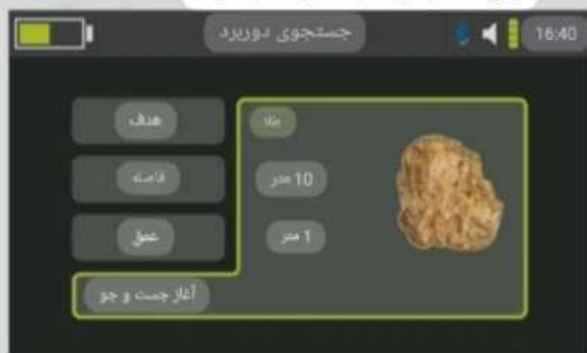 جستجوی دوربرد
16:40
هدف
طلا
فاصله
10 متر
عمق
1 متر
آغاز جست و جو